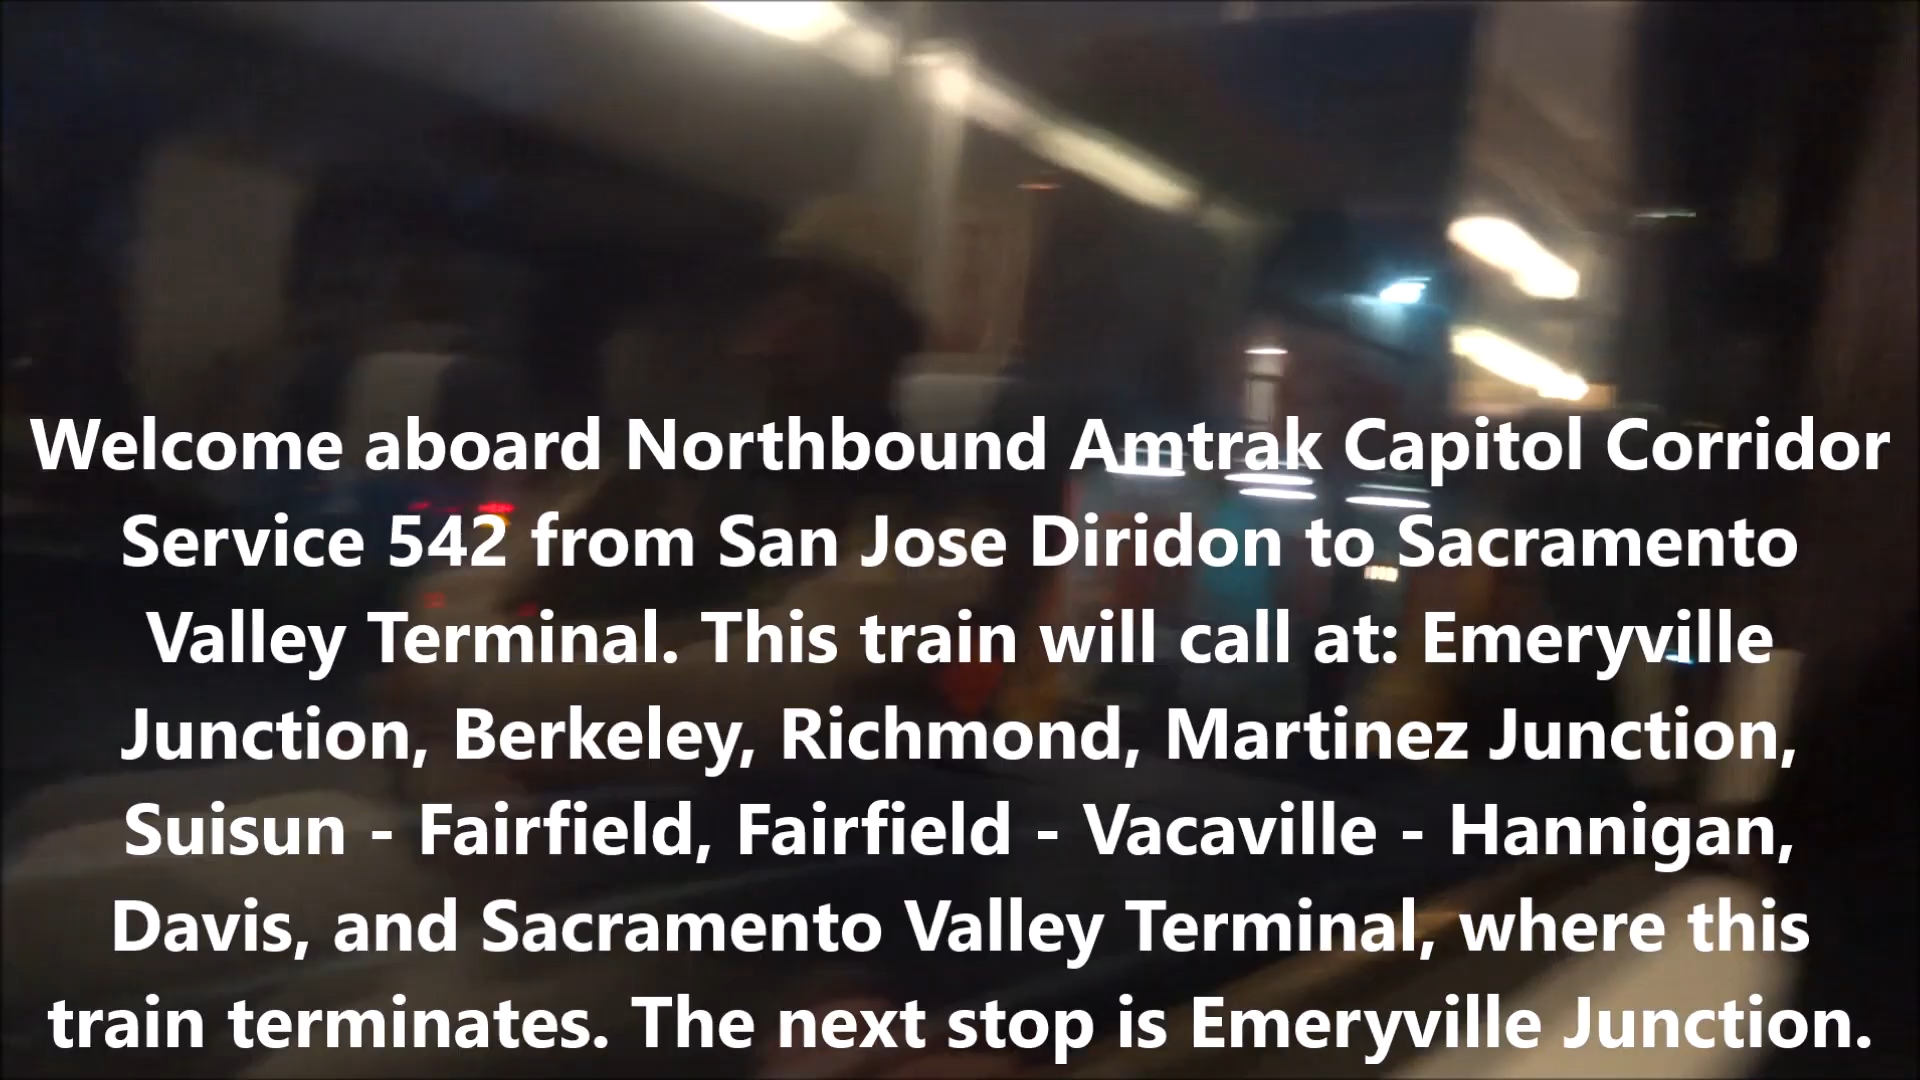 Welcome aboard Northbound Amtrak Capitol Corridor
Service 542 from San Jose Diridon to Sacramento
Valley Terminal. This train will call at: Emeryville
Junction, Berkeley, Richmond, Martinez Junction,
Suisun - Fairfield, Fairfield - Vacaville - Hannigan,
Davis, and Sacramento Valley Terminal, where this
train terminates. The next stop is Emeryville Junction.